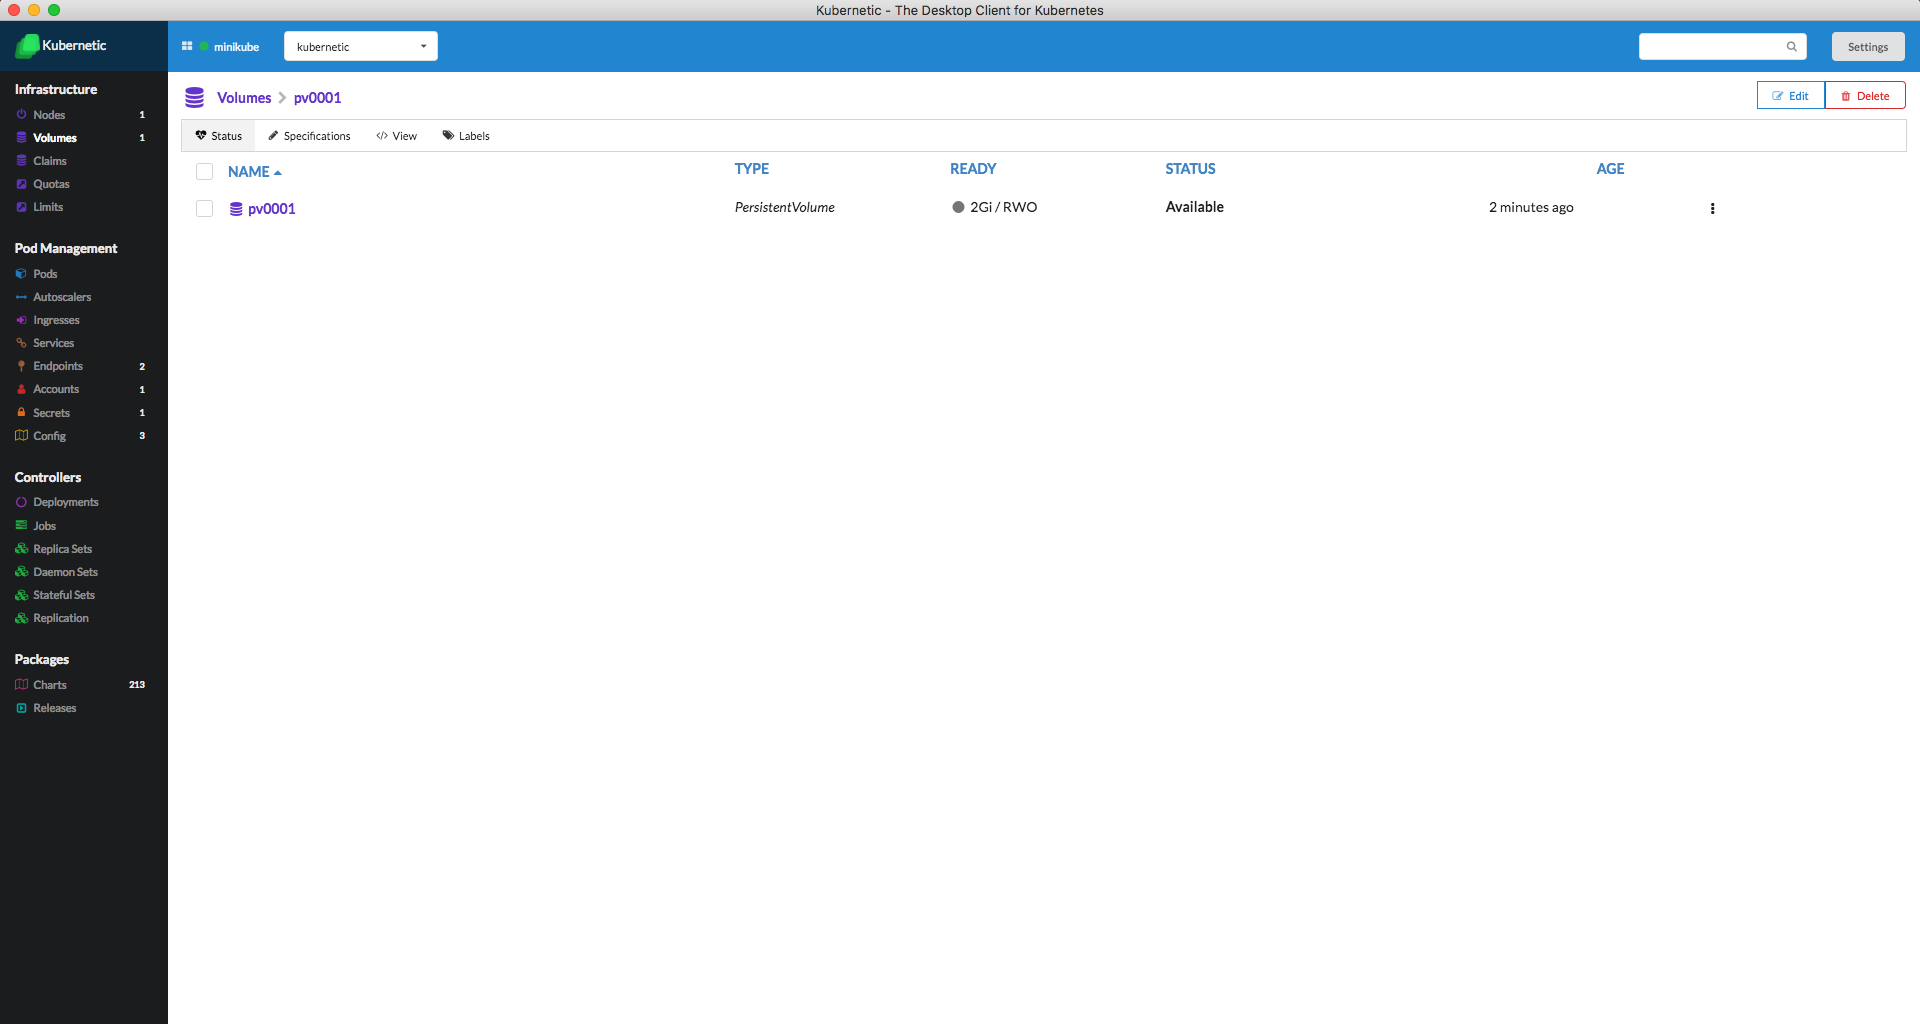 Kubernetic - The Desktop Client for Kubernetes
Kubernetic
minikube
kubernetic
Settings
Infrastructure
Nodes 1
Volumes 1
Claims
Quotas
Limits
Pod Management
Pods
Autoscalers
Ingresses
Services
Endpoints 2
Accounts 1
Secrets 1
Config 3
Controllers
Deployments
Jobs
Replica Sets
Daemon Sets
Stateful Sets
Replication
Packages
Charts 213
Releases
Volumes pv0001
Edit Delete
Status Specifications </> View Labels
NAME TYPE READY STATUS AGE
pv0001 PersistentVolume 2Gi / RWO Available 2 minutes ago